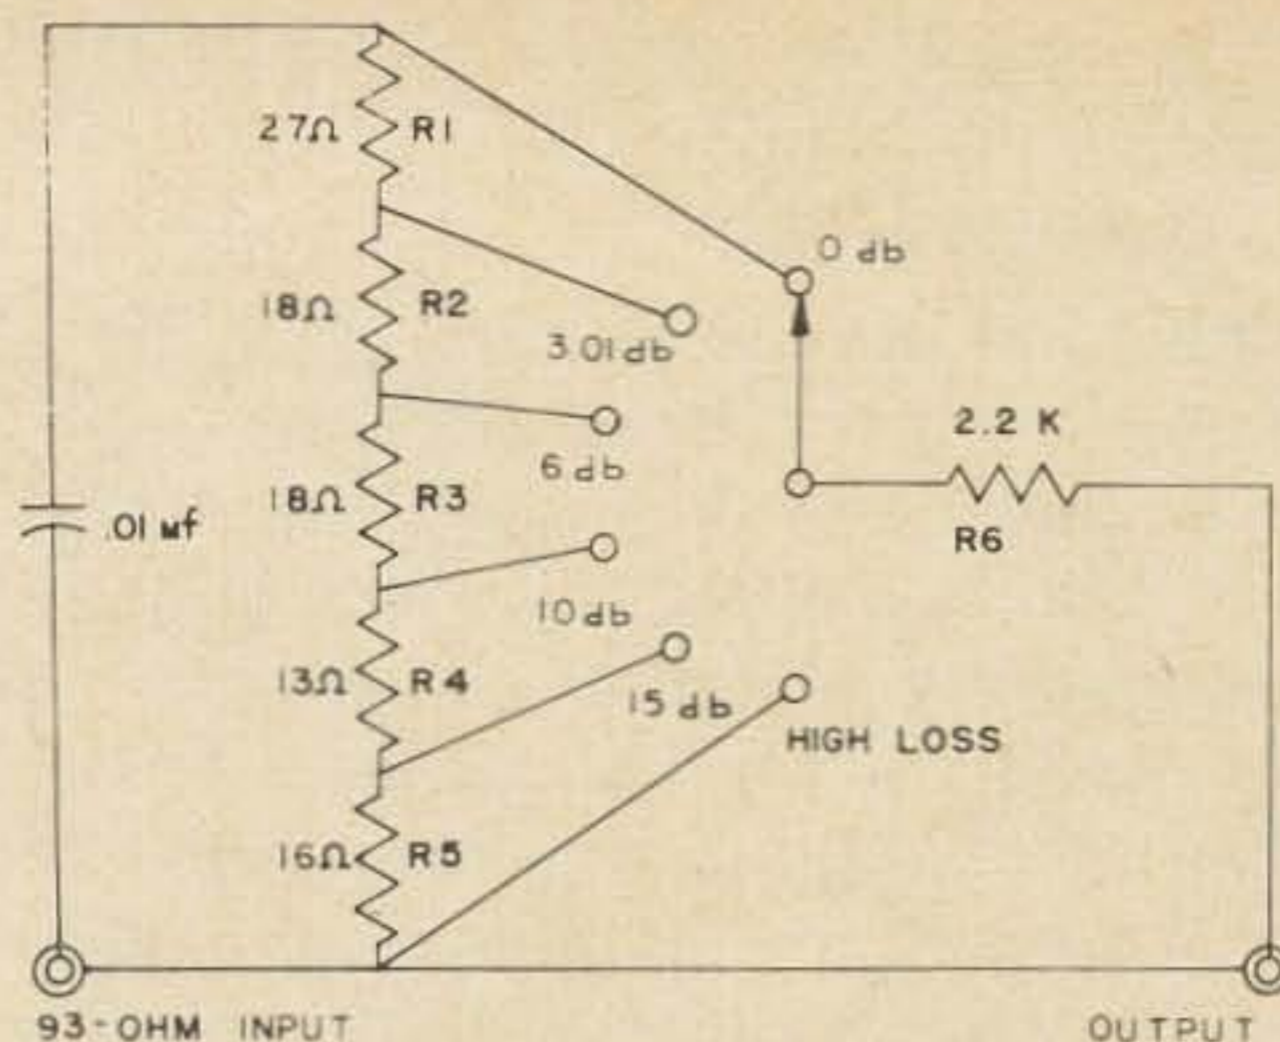 27Ω R1
0 db
18Ω R2
3.01 db
2.2 K
6 db
.01 mf
18Ω R3
R6
10 db
13Ω R4
15 db
HIGH LOSS
16Ω R5
93-OHM INPUT
OUTPUT